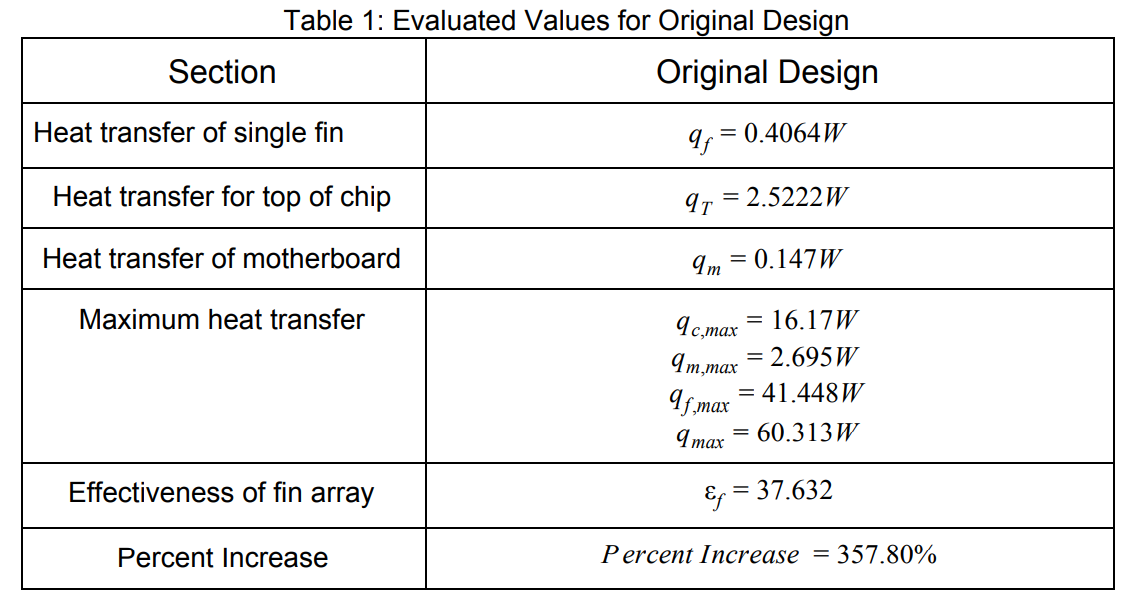 Table 1: Evaluated Values for Original Design
Section
Original Design
Heat transfer of single fin
q_f = 0.4064W
Heat transfer for top of chip
q_T = 2.5222W
Heat transfer of motherboard
q_m = 0.147W
Maximum heat transfer
q_{c,max} = 16.17W
q_{m,max} = 2.695W
q_{f,max} = 41.448W
q_{max} = 60.313W
Effectiveness of fin array
ε_f = 37.632
Percent Increase
Percent Increase = 357.80%